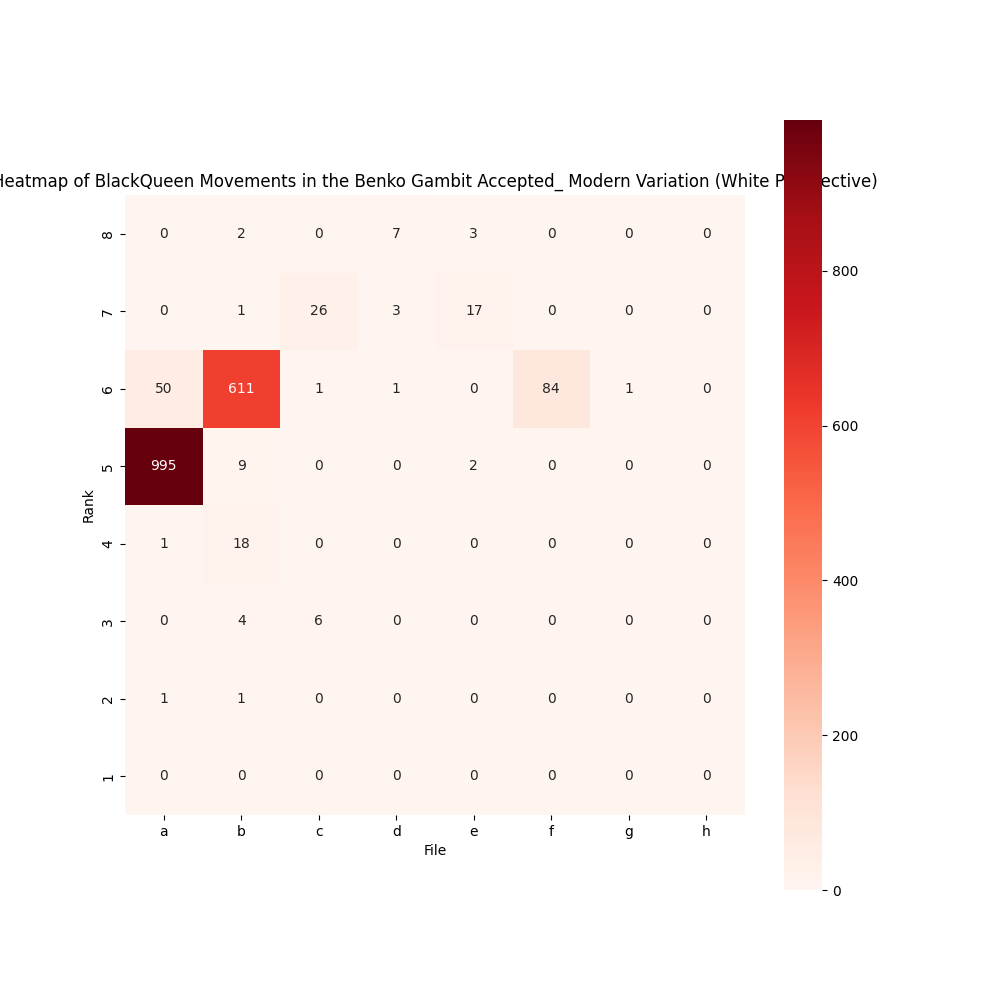 Heatmap of BlackQueen Movements in the Benko Gambit Accepted_ Modern Variation (White Perspective)
8 0 2 0 7 3 0 0 0
7 0 1 26 3 17 0 0 0
6 50 611 1 1 0 84 1 0
5 995 9 0 0 2 0 0 0
4 1 18 0 0 0 0 0 0
3 0 4 6 0 0 0 0 0
2 1 1 0 0 0 0 0 0
1 0 0 0 0 0 0 0 0
a b c d e f g h
File
Rank
800
600
400
200
0